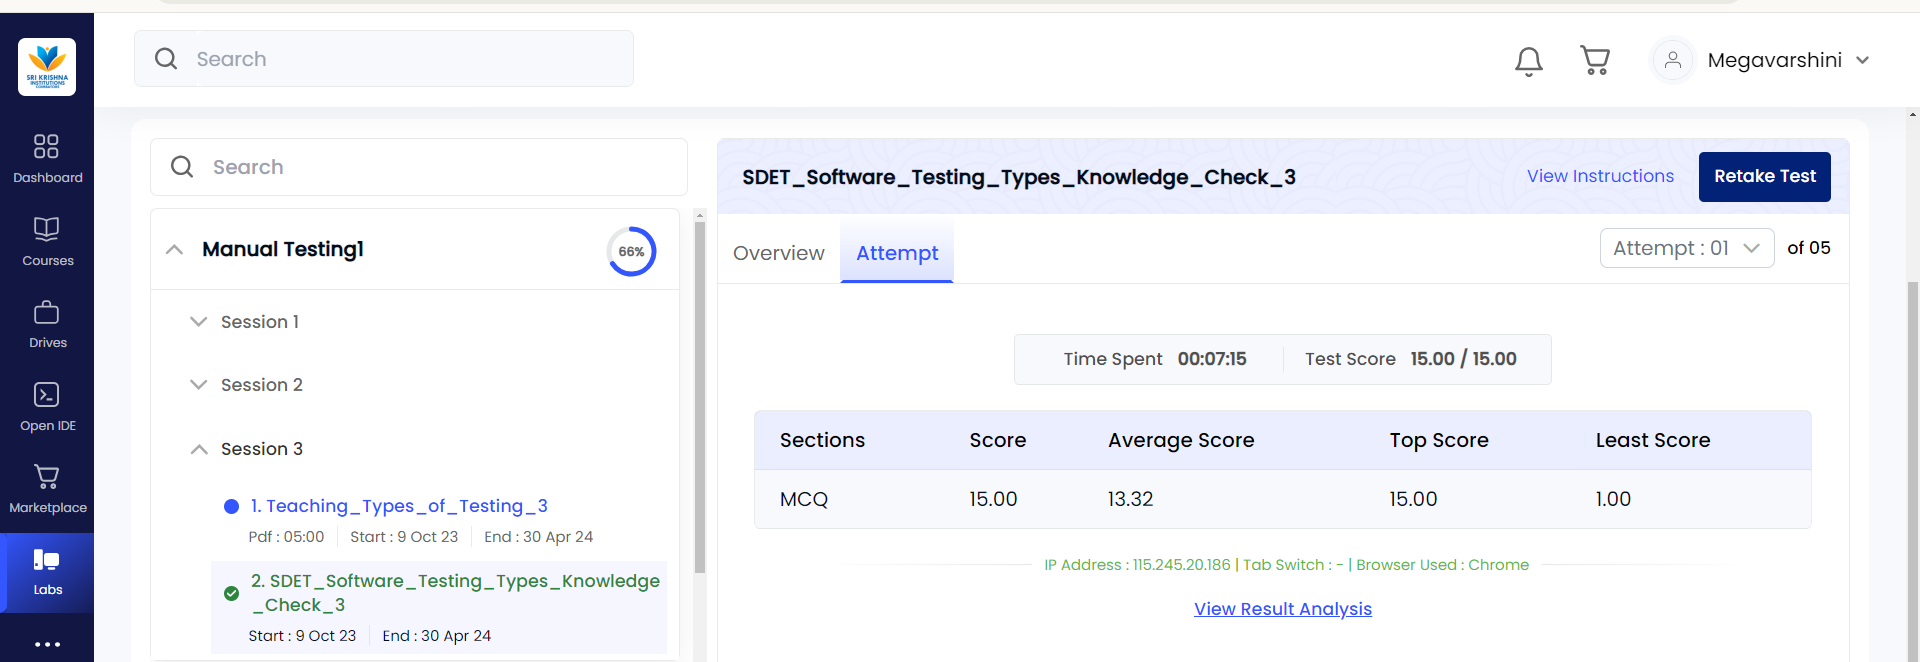 SRI KRISHNA
INSTITUTIONS
COIMBATORE
Dashboard
Courses
Drives
Open IDE
Marketplace
Labs
Search
Megavarshini
Search
Manual Testing1
66%
Session 1
Session 2
Session 3
1. Teaching_Types_of_Testing_3
Pdf : 05:00 Start : 9 Oct 23 End : 30 Apr 24
2. SDET_Software_Testing_Types_Knowledge
_Check_3
Start : 9 Oct 23 End : 30 Apr 24
SDET_Software_Testing_Types_Knowledge_Check_3
View Instructions
Retake Test
Overview Attempt
Attempt : 01 of 05
Time Spent 00:07:15 Test Score 15.00 / 15.00
Sections Score Average Score Top Score Least Score
MCQ 15.00 13.32 15.00 1.00
IP Address : 115.245.20.186 | Tab Switch : - | Browser Used : Chrome
View Result Analysis